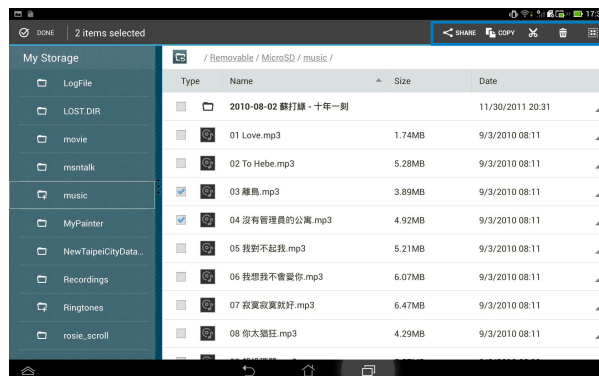 17:3
DONE 2 items selected SHARE COPY
My Storage / Removable / MicroSD / music /
Type Name Size Date
LogFile
2010-08-02 蘇打綠 - 十年一刻 11/30/2011 20:31
LOST.DIR
01 Love.mp3 1.74MB 9/3/2010 08:11
movie
02 To Hebe.mp3 5.28MB 9/3/2010 08:11
msntalk
03 離島.mp3 3.89MB 9/3/2010 08:11
music
04 沒有管理員的公寓.mp3 4.92MB 9/3/2010 08:11
MyPainter
05 我對不起我.mp3 5.21MB 9/3/2010 08:11
NewTaipeiCityData...
06 我想我不會愛你.mp3 6.07MB 9/3/2010 08:11
Recordings
07 寂寞寂寞就好.mp3 6.47MB 9/3/2010 08:11
Ringtones
08 你太猖狂.mp3 4.29MB 9/3/2010 08:11
rosie_scroll